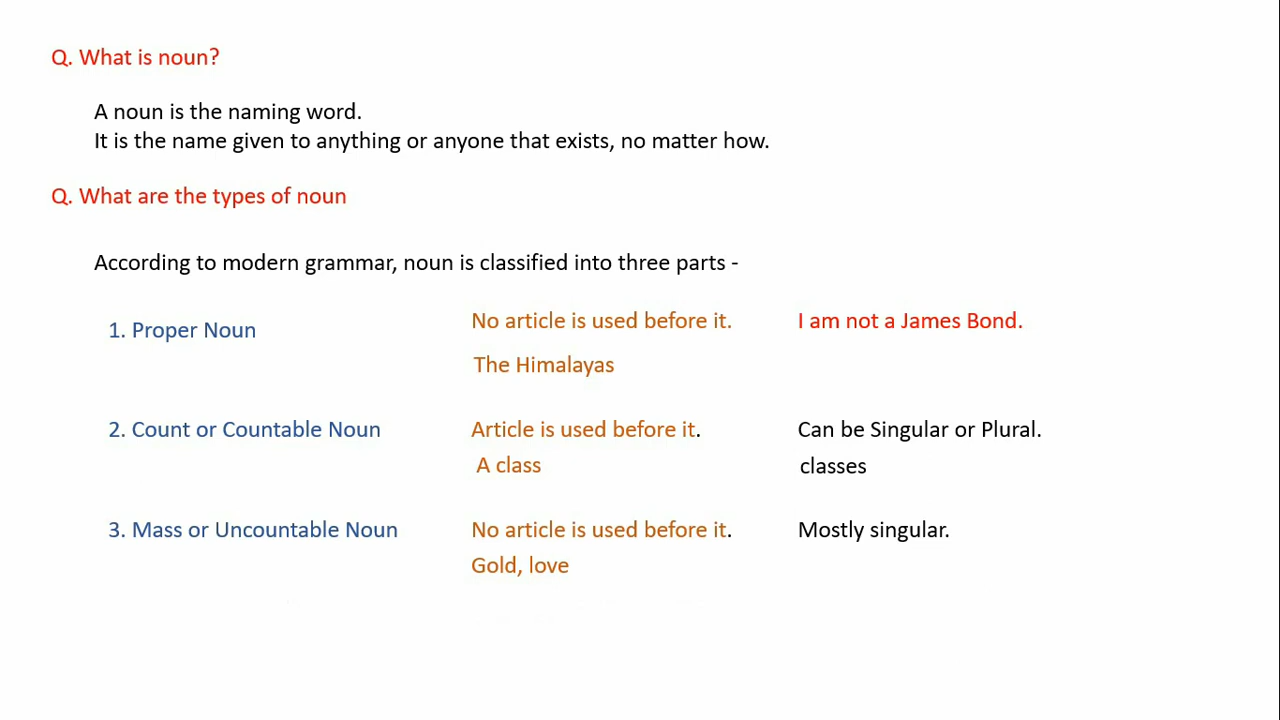 Q. What is noun?
A noun is the naming word.
It is the name given to anything or anyone that exists, no matter how.
Q. What are the types of noun
According to modern grammar, noun is classified into three parts -
1. Proper Noun
No article is used before it.
I am not a James Bond.
The Himalayas
2. Count or Countable Noun
Article is used before it.
Can be Singular or Plural.
A class
classes
3. Mass or Uncountable Noun
No article is used before it.
Mostly singular.
Gold, love